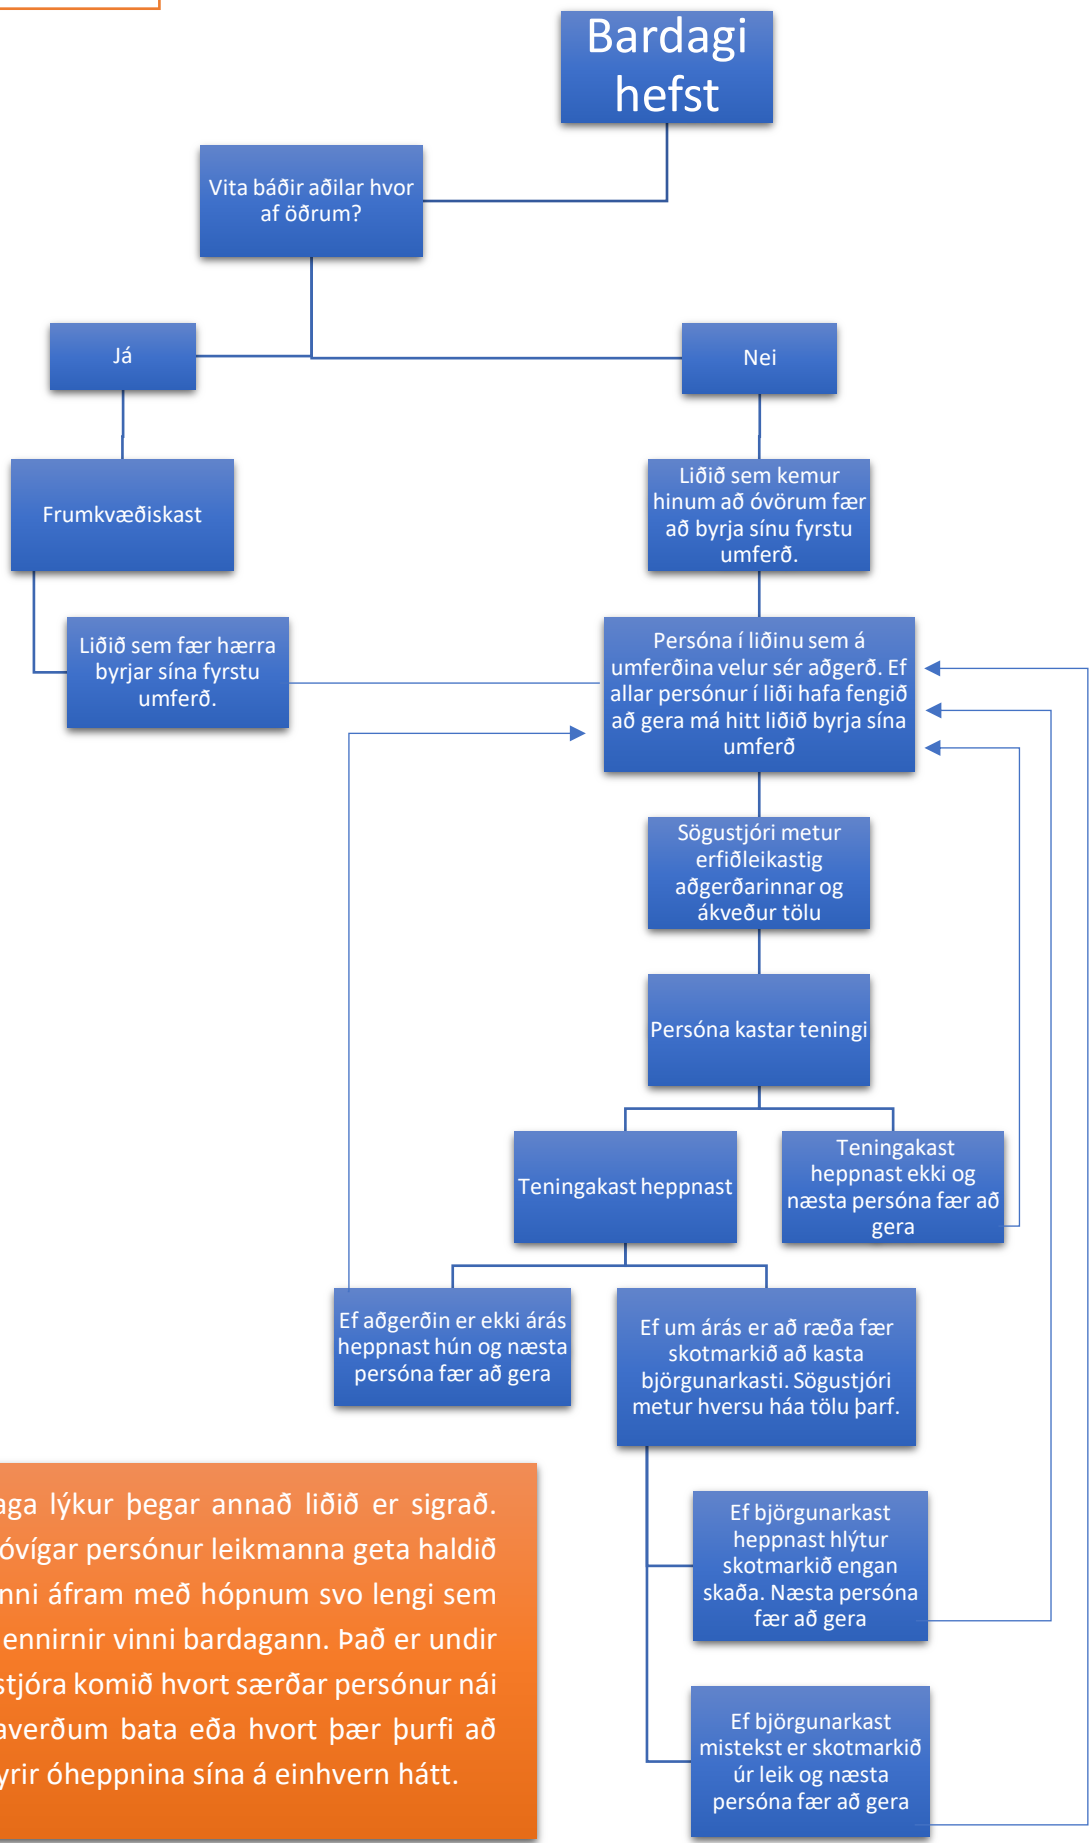 Bardagi
hefst
Vita báðir aðilar hvor
af öðrum?
Já
Nei
Frumkvæðiskast
Liðið sem kemur
hinum að óvörum fær
að byrja sínu fyrstu
umferð.
Liðið sem fær hærra
byrjar sína fyrstu
umferð.
Persóna í liðinu sem á
umferðina velur sér aðgerð. Ef
allar persónur í liði hafa fengið
að gera má hitt liðið byrja sína
umferð
Sögustjóri metur
erfiðleikastig
aðgerðarinnar og
ákveður tölu
Persóna kastar teningi
Teningakast heppnast
Teningakast
heppnast ekki og
næsta persóna fær að
gera
Ef aðgerðin er ekki árás
heppnast hún og næsta
persóna fær að gera
Ef um árás er að ræða fær
skotmarkið að kasta
björgunarkasti. Sögustjóri
metur hversu háa tölu þarf.
Ef björgunarkast
heppnast hlýtur
skotmarkið engan
skaða. Næsta persóna
fær að gera
Ef björgunarkast
mistekst er skotmarkið
úr leik og næsta
persóna fær að gera
lýkur þegar annað liðið er sigrað.
óvígar persónur leikmanna geta haldið
áfram með hópnum svo lengi sem
vinni bardagann. Það er undir
komið hvort særðar persónur nái
bata eða hvort þær þurfi að
óheppnina sína á einhvern hátt.